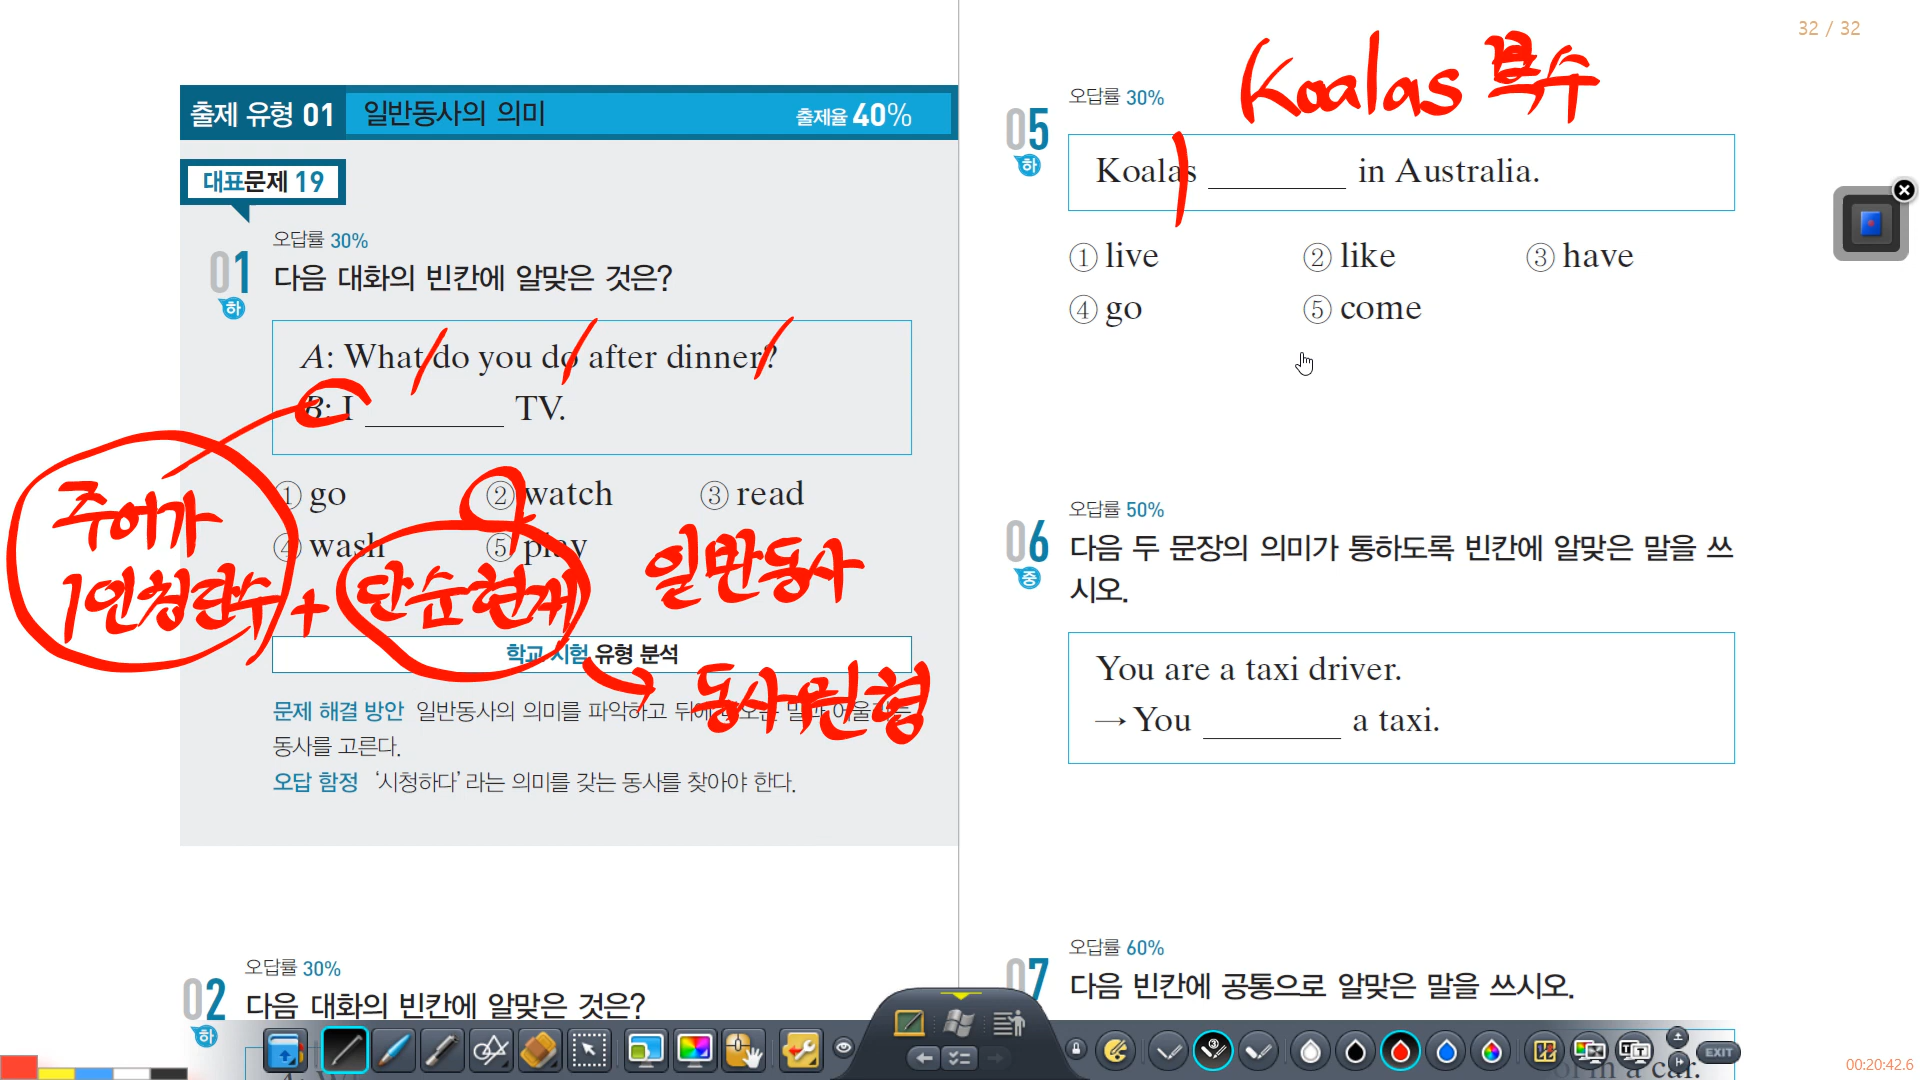 32 / 32
출제 유형 01 일반동사의 의미 출제율 40%
대표문제 19
오답률 30%
01 다음 대화의 빈칸에 알맞은 것은?
하
A: What do you do after dinner?
B: I ________ TV.
① go ② watch ③ read
④ wash ⑤ play
주어가
1인칭단수 + 단순현재
일반동사
학교 시험 유형 분석
동사원형
문제 해결 방안 일반동사의 의미를 파악하고 뒤에
동사를 고른다.
오답 함정 ‘시청하다’라는 의미를 갖는 동사를 찾아야 한다.
오답률 30%
02 다음 대화의 빈칸에 알맞은 것은?
하
Koalas 복수
오답률 30%
05
하
Koalas ________ in Australia.
① live ② like ③ have
④ go ⑤ come
오답률 50%
06 다음 두 문장의 의미가 통하도록 빈칸에 알맞은 말을 쓰
중
시오.
You are a taxi driver.
→ You ________ a taxi.
오답률 60%
07 다음 빈칸에 공통으로 알맞은 말을 쓰시오.
EXIT
00:20:42.6